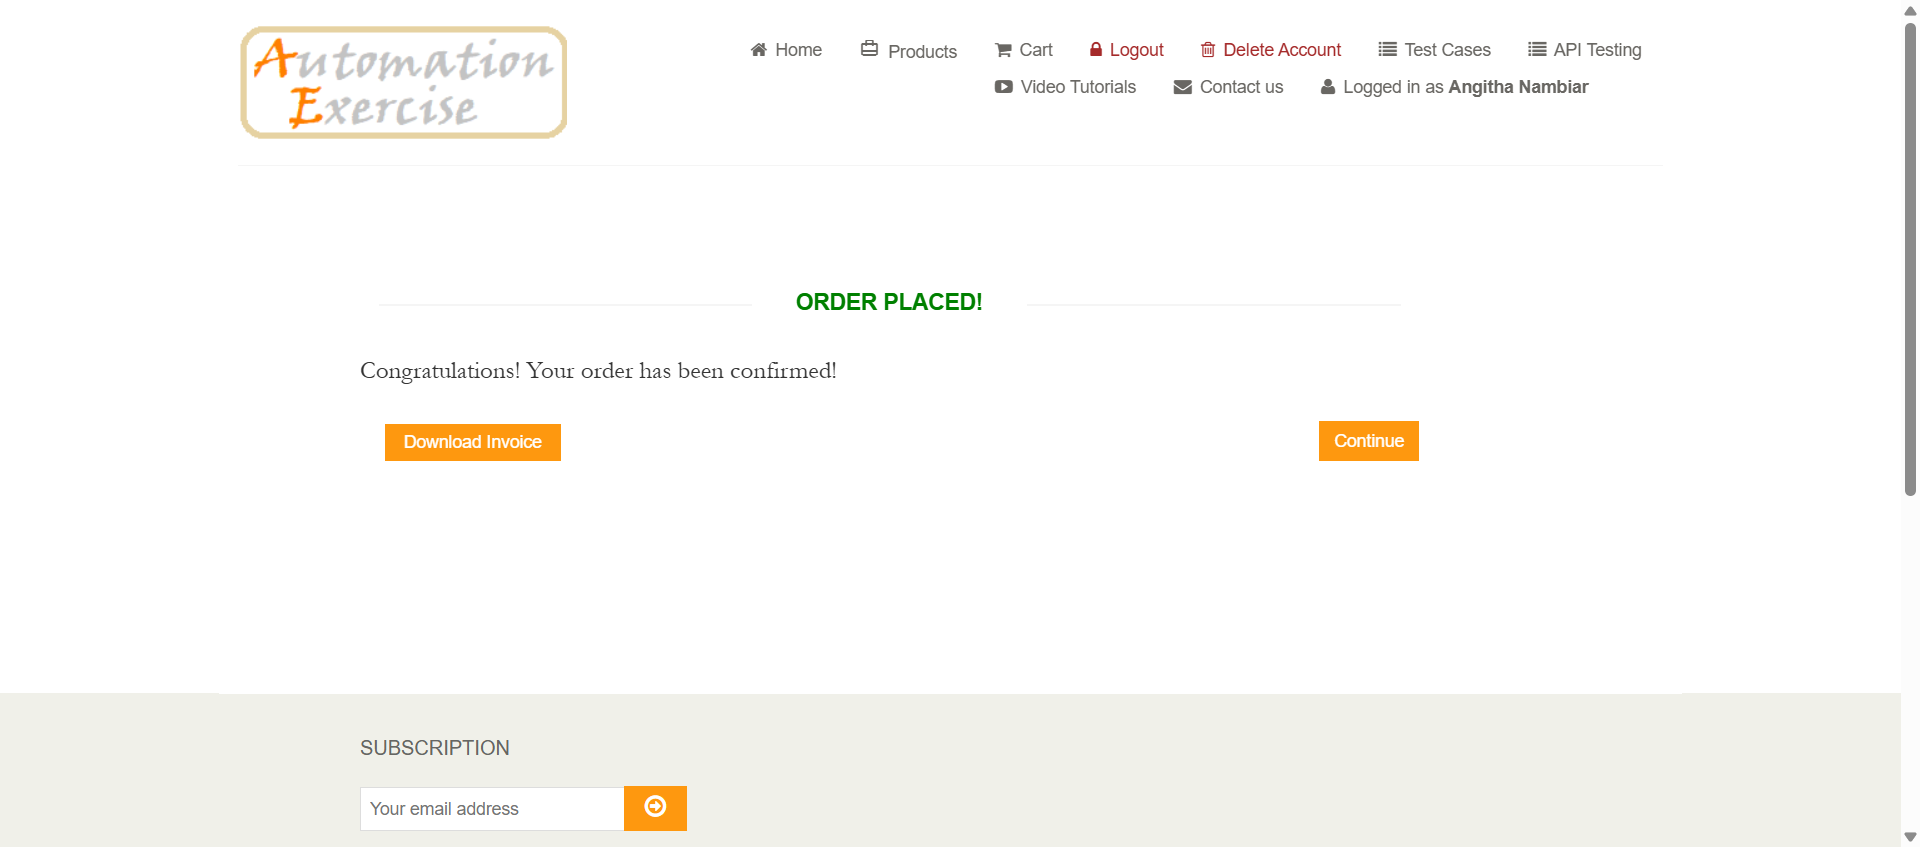 Automation
Exercise
Home Products Cart Logout Delete Account Test Cases API Testing
Video Tutorials Contact us Logged in as Angitha Nambiar
ORDER PLACED!
Congratulations! Your order has been confirmed!
Download Invoice Continue
SUBSCRIPTION
Your email address